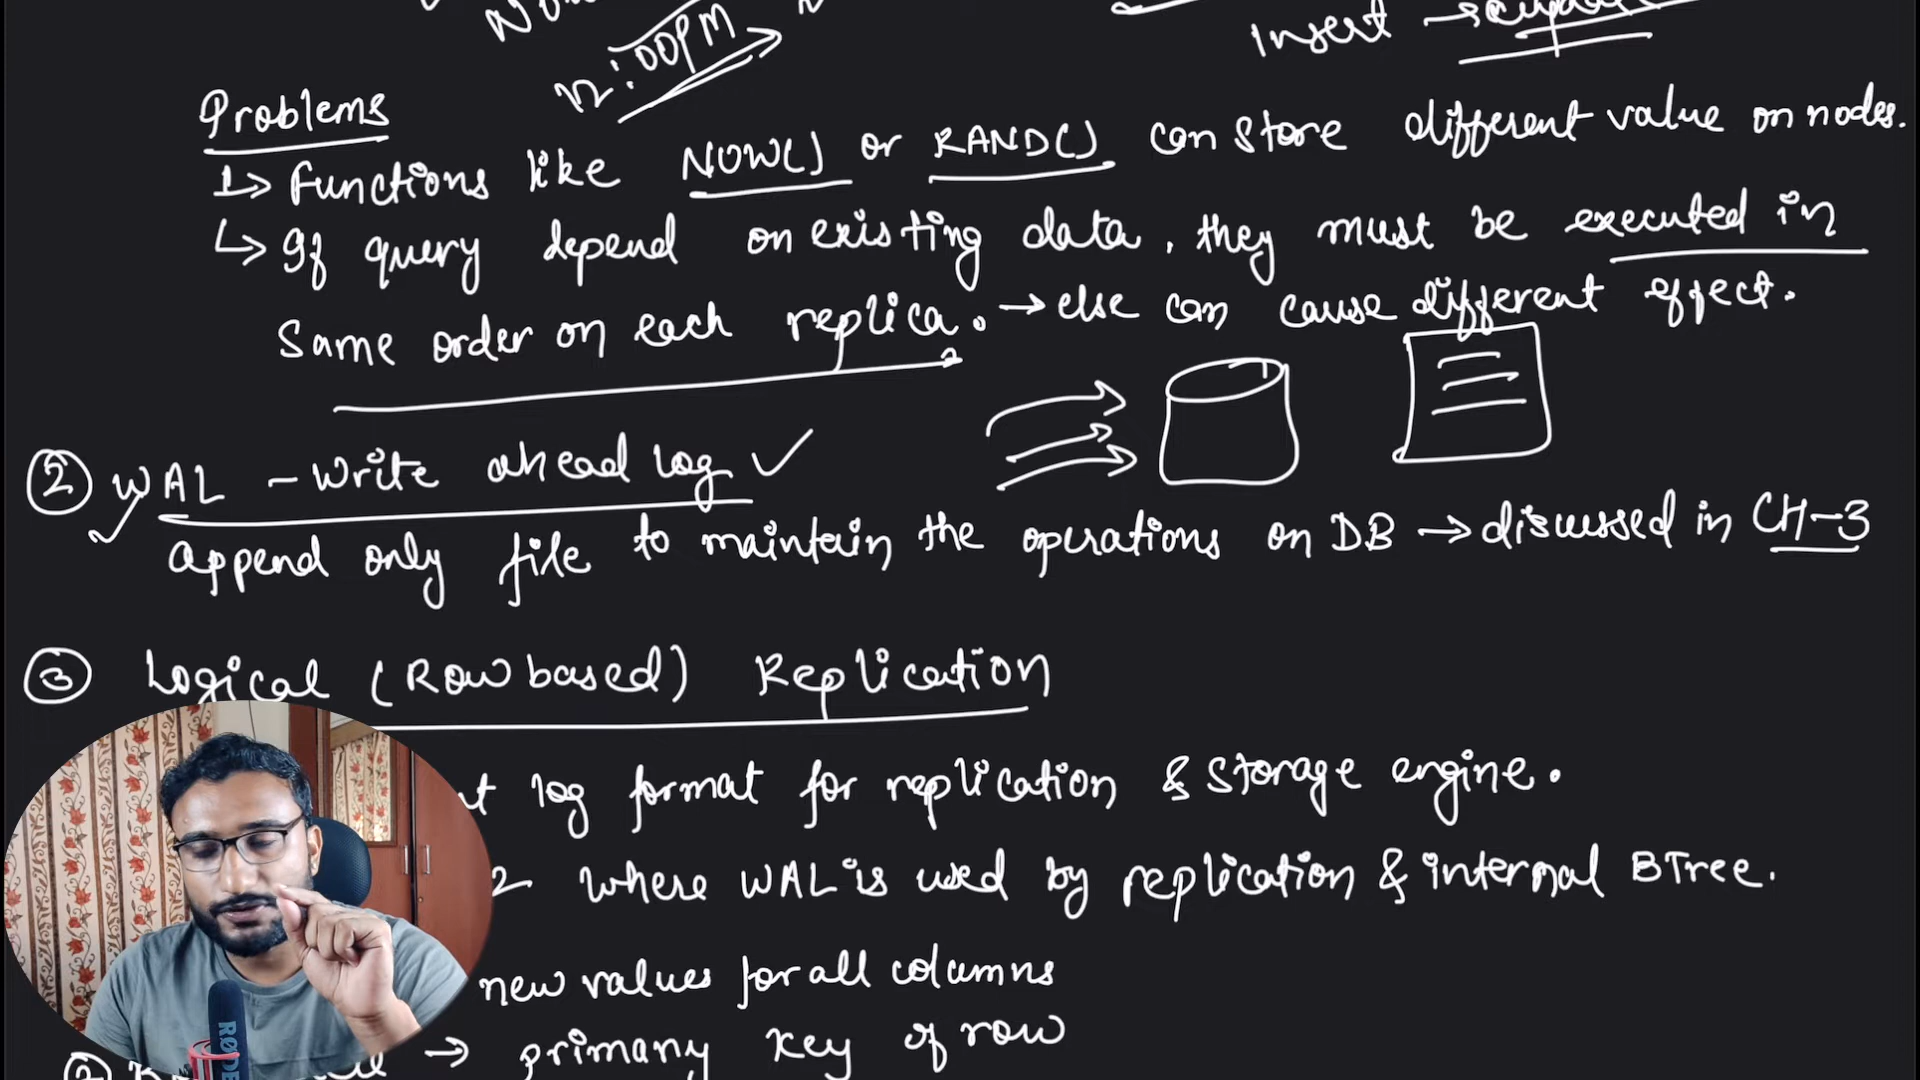 12:00PM
Insert →
Problems
↳ Functions like NOW() or RAND() can store different value on nodes.
↳ If query depend on existing data, they must be executed in
Same order on each replica. → else can cause different effect.
② WAL - Write ahead log ✓
append only file to maintain the operations on DB → discussed in CH-3
③ Logical (Row based) Replication
log format for replication & storage engine.
2 where WAL is used by replication & internal BTree.
new values for all columns
→ primary key of row
RØDE